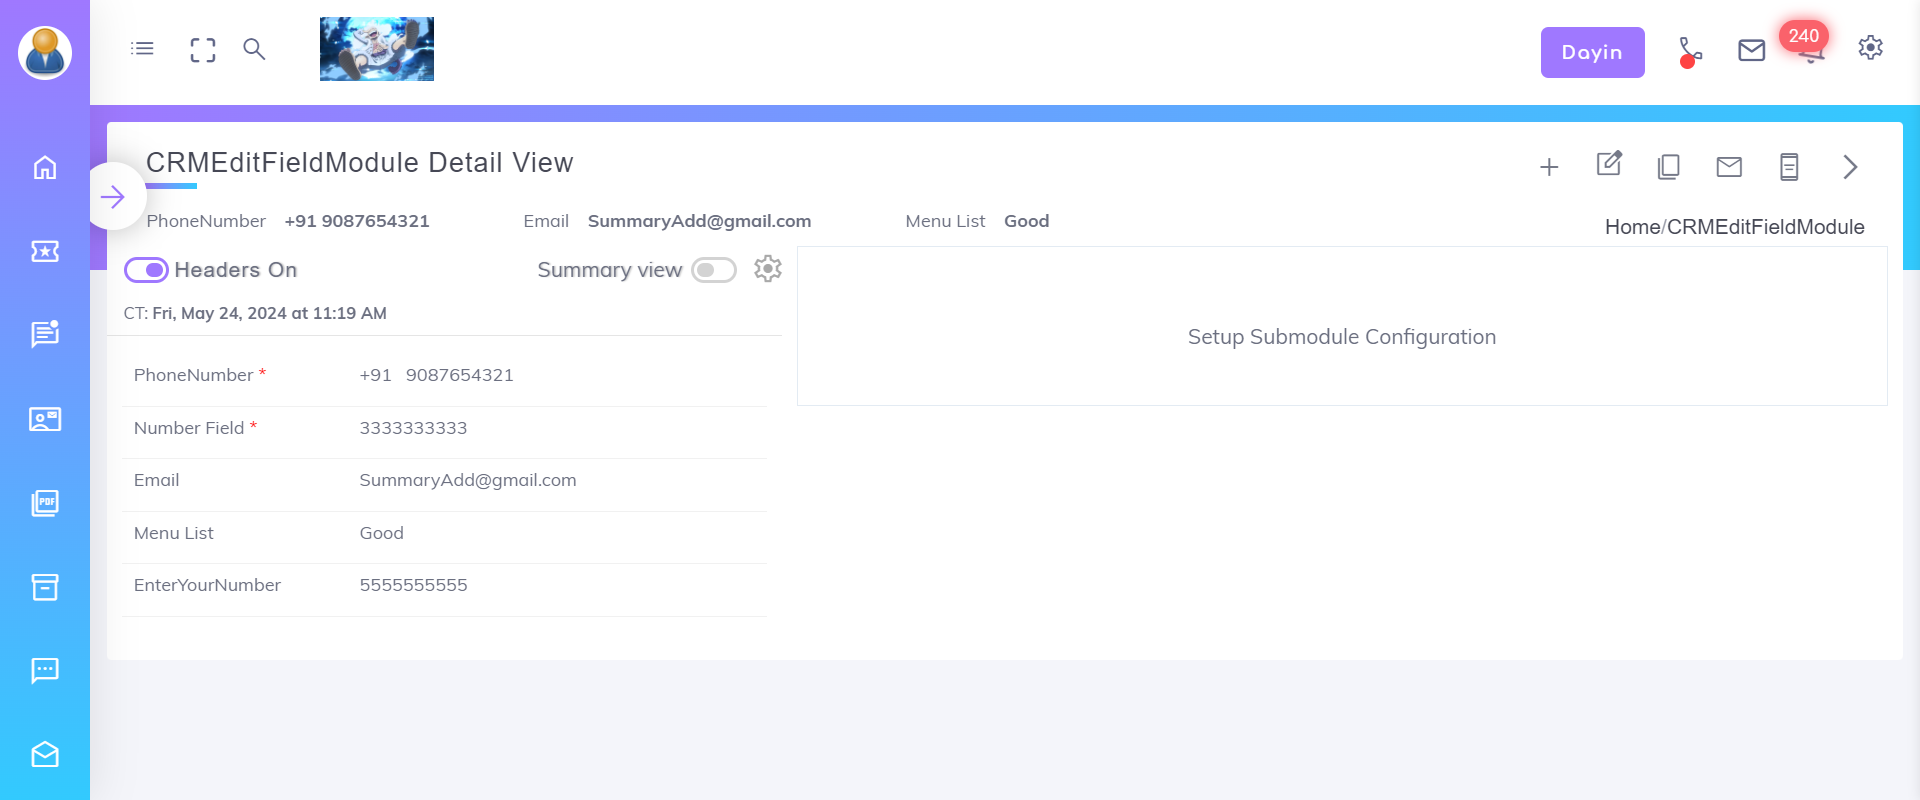 Dayin
240
CRMEditFieldModule Detail View
PhoneNumber +91 9087654321 Email SummaryAdd@gmail.com Menu List Good
Home/CRMEditFieldModule
Headers On Summary view
CT: Fri, May 24, 2024 at 11:19 AM
Setup Submodule Configuration
PhoneNumber * +91 9087654321
Number Field * 3333333333
Email SummaryAdd@gmail.com
Menu List Good
EnterYourNumber 5555555555
PDF